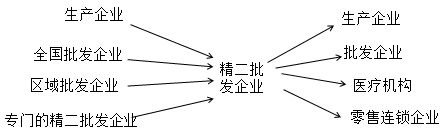 生产企业
全国批发企业
区域批发企业
专门的精二批发企业
精二批
发企业
生产企业
批发企业
医疗机构
零售连锁企业